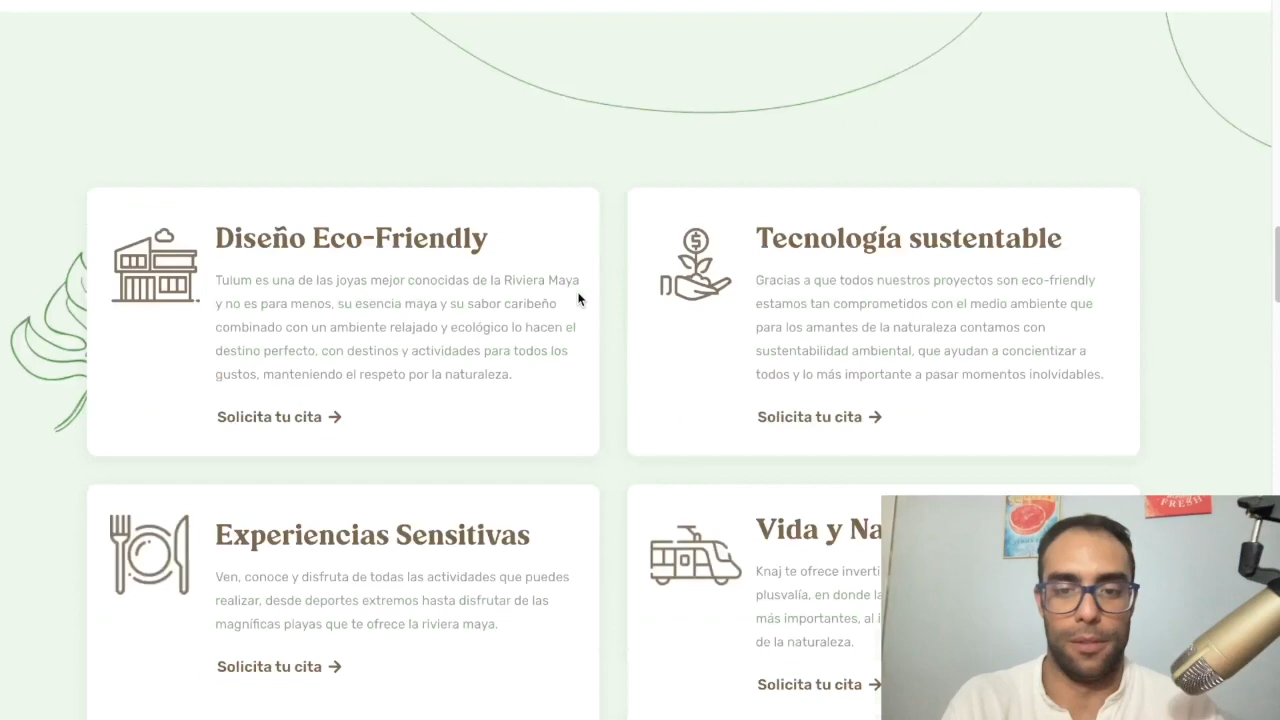 Diseño Eco-Friendly
Tulum es una de las joyas mejor conocidas de la Riviera Maya
y no es para menos, su esencia maya y su sabor caribeño
combinado con un ambiente relajado y ecológico lo hacen el
destino perfecto, con destinos y actividades para todos los
gustos, manteniendo el respeto por la naturaleza.
Solicita tu cita →
Tecnología sustentable
Gracias a que todos nuestros proyectos son eco-friendly
estamos tan comprometidos con el medio ambiente que
para los amantes de la naturaleza contamos con
sustentabilidad ambiental, que ayudan a concientizar a
todos y lo más importante a pasar momentos inolvidables.
Solicita tu cita →
Experiencias Sensitivas
Ven, conoce y disfruta de todas las actividades que puedes
realizar, desde deportes extremos hasta disfrutar de las
magníficas playas que te ofrece la riviera maya.
Solicita tu cita →
Vida y Na
Knaj te ofrece inverti
plusvalía, en donde la
más importantes, al i
de la naturaleza.
Solicita tu cita →
FRESH